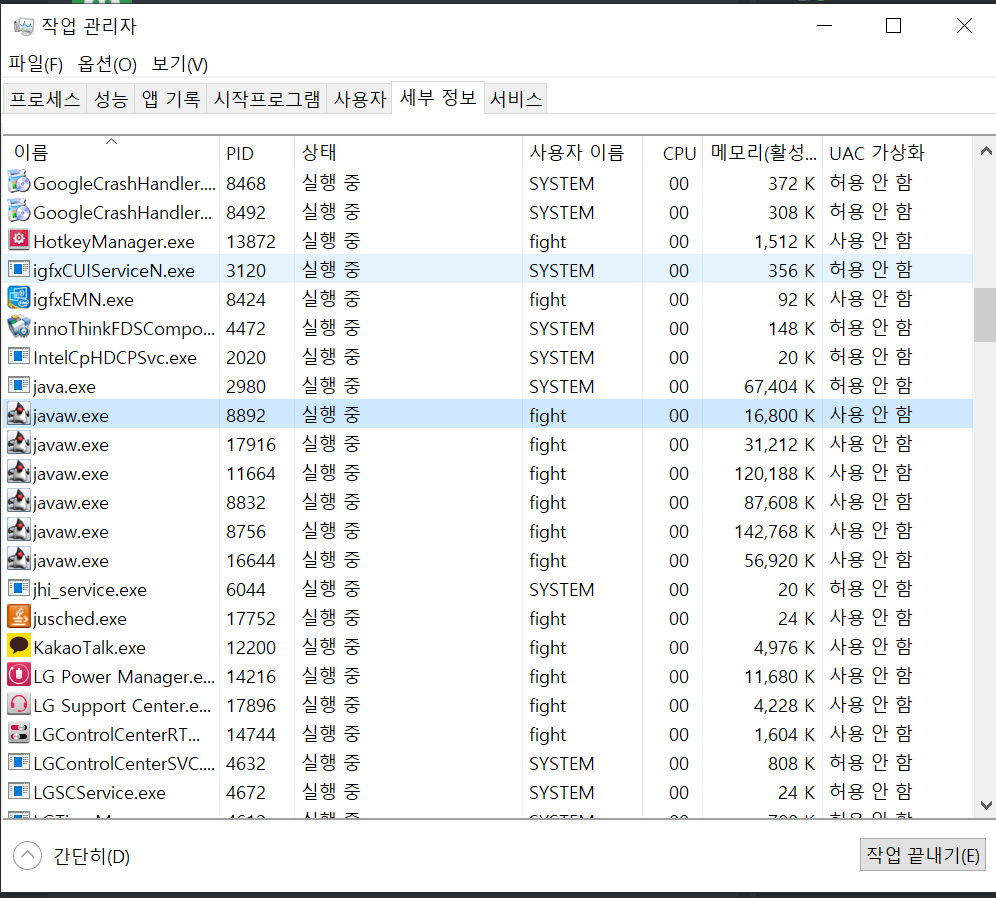 작업 관리자
파일(F) 옵션(O) 보기(V)
프로세스 성능 앱 기록 시작프로그램 사용자 세부 정보 서비스
이름 PID 상태 사용자 이름 CPU 메모리(활성... UAC 가상화
GoogleCrashHandler.... 8468 실행 중 SYSTEM 00 372 K 허용 안 함
GoogleCrashHandler... 8492 실행 중 SYSTEM 00 308 K 허용 안 함
HotkeyManager.exe 13872 실행 중 fight 00 1,512 K 사용 안 함
igfxCUIServiceN.exe 3120 실행 중 SYSTEM 00 356 K 허용 안 함
igfxEMN.exe 8424 실행 중 fight 00 92 K 사용 안 함
innoThinkFDSCompo... 4472 실행 중 SYSTEM 00 148 K 허용 안 함
IntelCpHDCPSvc.exe 2020 실행 중 SYSTEM 00 20 K 허용 안 함
java.exe 2980 실행 중 SYSTEM 00 67,404 K 허용 안 함
javaw.exe 8892 실행 중 fight 00 16,800 K 사용 안 함
javaw.exe 17916 실행 중 fight 00 31,212 K 사용 안 함
javaw.exe 11664 실행 중 fight 00 120,188 K 사용 안 함
javaw.exe 8832 실행 중 fight 00 87,608 K 사용 안 함
javaw.exe 8756 실행 중 fight 00 142,768 K 사용 안 함
javaw.exe 16644 실행 중 fight 00 56,920 K 사용 안 함
jhi_service.exe 6044 실행 중 SYSTEM 00 20 K 허용 안 함
jusched.exe 17752 실행 중 fight 00 24 K 사용 안 함
KakaoTalk.exe 12200 실행 중 fight 00 4,976 K 사용 안 함
LG Power Manager.e... 14216 실행 중 fight 00 11,680 K 사용 안 함
LG Support Center.e... 17896 실행 중 fight 00 4,228 K 사용 안 함
LGControlCenterRT... 14744 실행 중 fight 00 1,604 K 사용 안 함
LGControlCenterSVC.... 4632 실행 중 SYSTEM 00 808 K 허용 안 함
LGSCService.exe 4672 실행 중 SYSTEM 00 24 K 허용 안 함
간단히(D) 작업 끝내기(E)